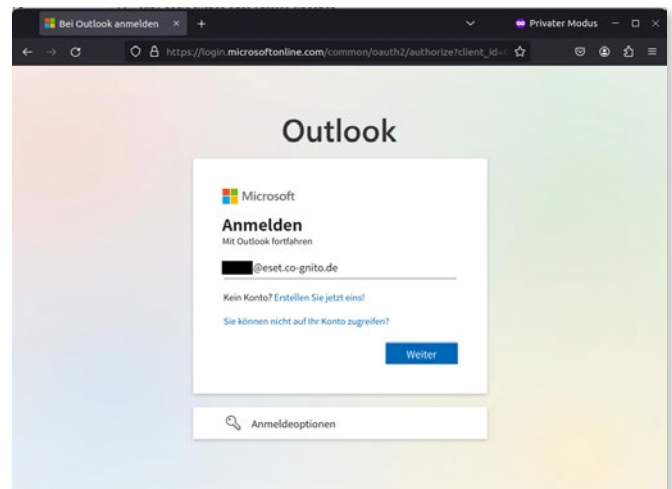 Bei Outlook anmelden
Privater Modus
https://login.microsoftonline.com/common/oauth2/authorize?client_id=
Outlook
Microsoft
Anmelden
Mit Outlook fortfahren
@eset.co-gnito.de
Kein Konto? Erstellen Sie jetzt eins!
Sie können nicht auf Ihr Konto zugreifen?
Weiter
Anmeldeoptionen